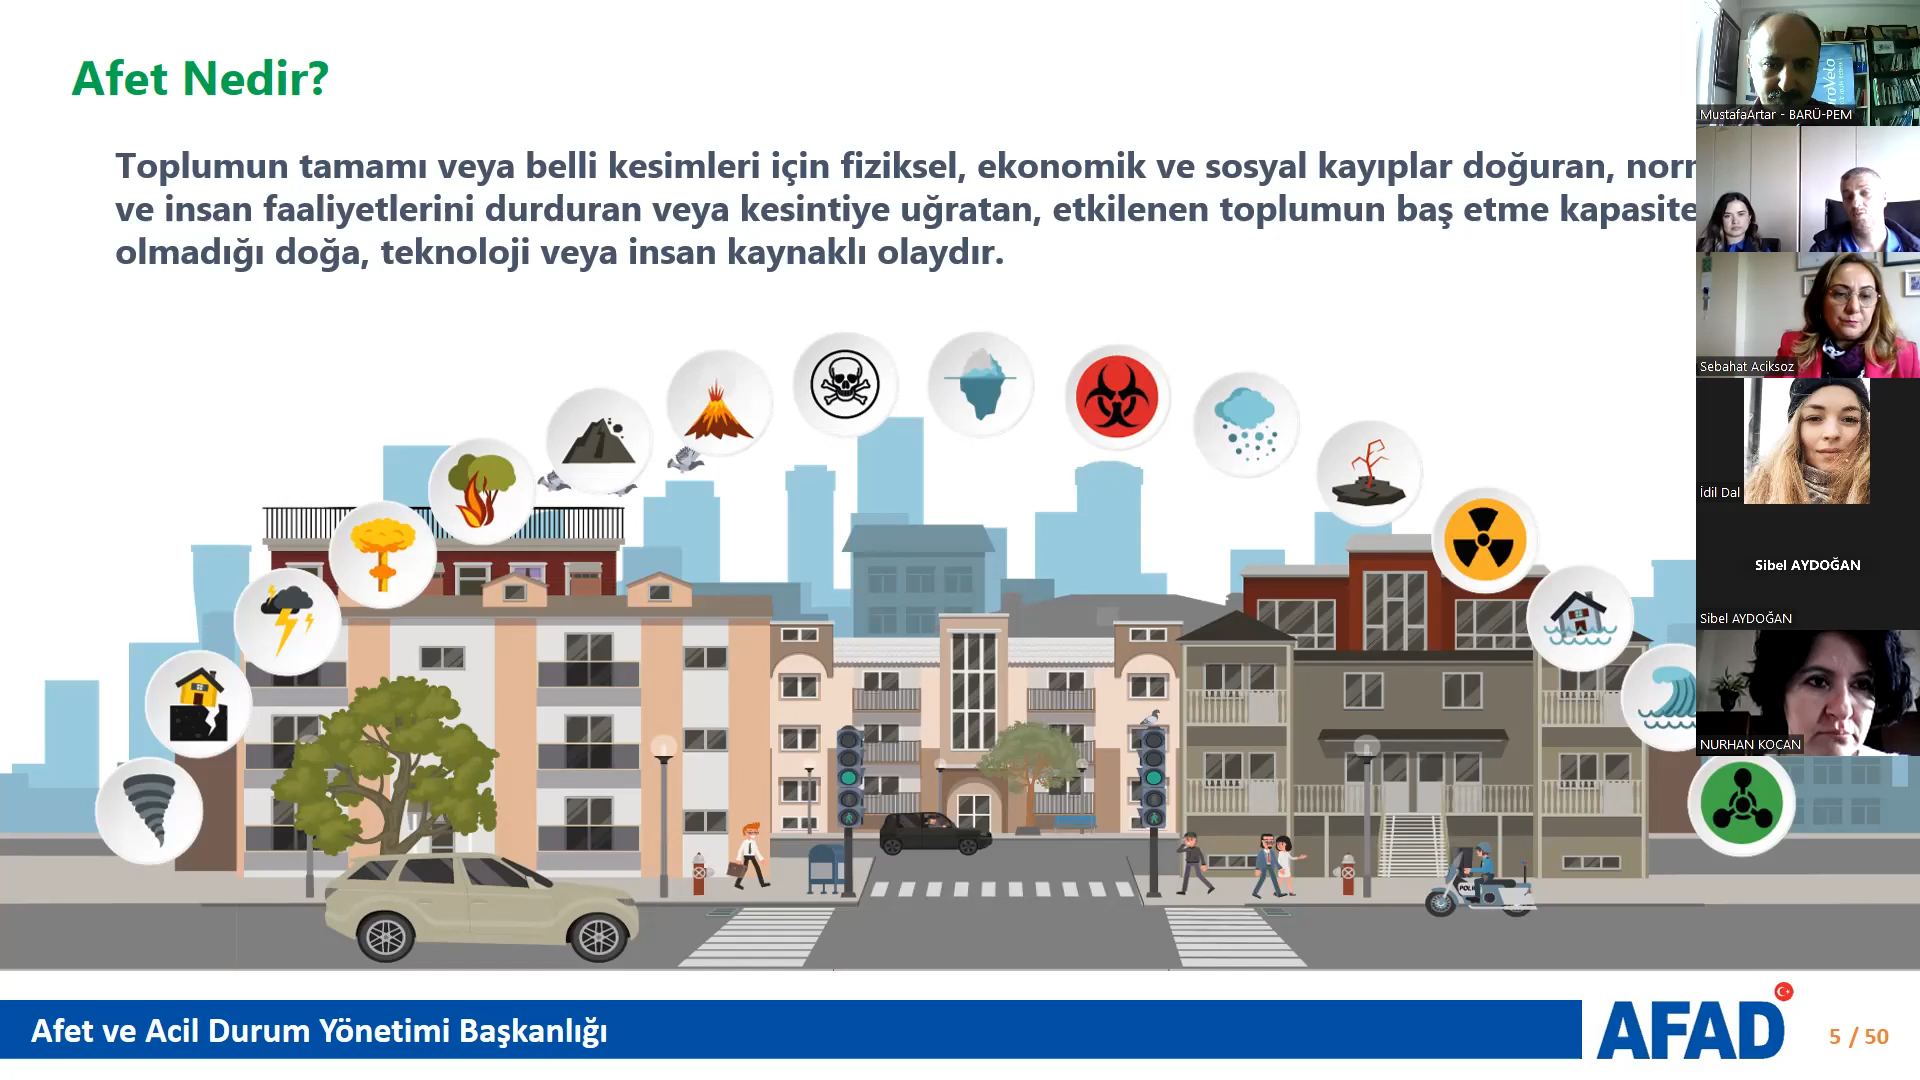 Afet Nedir?
Toplumun tamamı veya belli kesimleri için fiziksel, ekonomik ve sosyal kayıplar doğuran, norm
ve insan faaliyetlerini durduran veya kesintiye uğratan, etkilenen toplumun baş etme kapasite
olmadığı doğa, teknoloji veya insan kaynaklı olaydır.
MustafaArtar - BARÜ-PEM
Sebahat Aciksoz
İdil Dal
Sibel AYDOĞAN
Sibel AYDOĞAN
NURHAN KOCAN
Afet ve Acil Durum Yönetimi Başkanlığı
AFAD
5 / 50